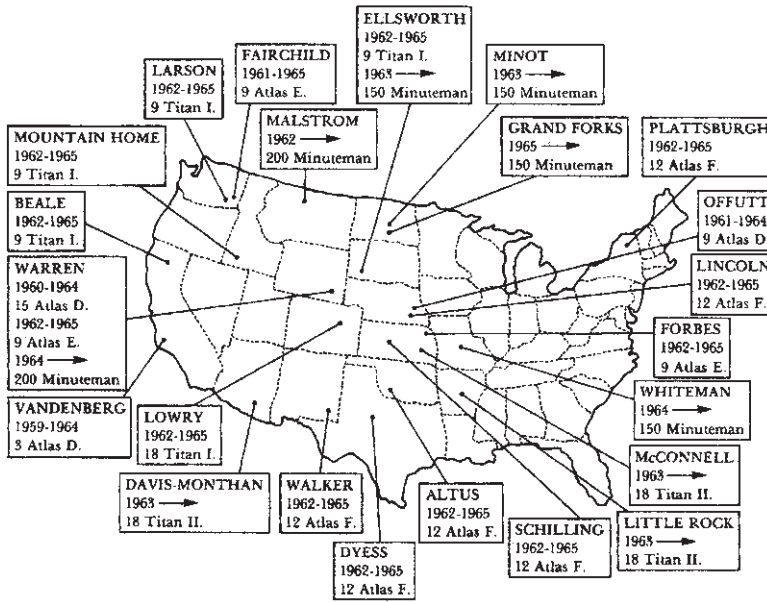 ELLSWORTH
1962-1965
9 Titan I.
1963
150 Minuteman
FAIRCHILD
1961-1965
9 Atlas E.
MINOT
1963
150 Minuteman
LARSON
1962-1965
9 Titan I.
MALSTROM
1962
200 Minuteman
GRAND FORKS
1965
150 Minuteman
PLATTSBURGH
1962-1965
12 Atlas F.
MOUNTAIN HOME
1962-1965
9 Titan I.
BEALE
1962-1965
9 Titan I.
OFFUTT
1961-1964
9 Atlas D.
WARREN
1960-1964
15 Atlas D.
1962-1965
9 Atlas E.
1964
200 Minuteman
LINCOLN
1962-1965
12 Atlas F.
FORBES
1962-1965
9 Atlas E.
WHITEMAN
1964
150 Minuteman
VANDENBERG
1959-1964
3 Atlas D.
LOWRY
1962-1965
18 Titan I.
McCONNELL
1963
18 Titan II.
DAVIS-MONTHAN
1963
18 Titan II.
WALKER
1962-1965
12 Atlas F.
ALTUS
1962-1965
12 Atlas F.
SCHILLING
1962-1965
12 Atlas F.
LITTLE ROCK
1963
18 Titan II.
DYESS
1962-1965
12 Atlas F.